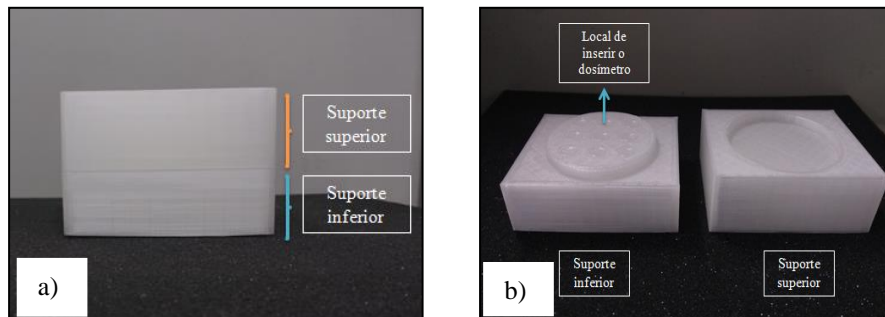 Suporte
superior
Suporte
inferior
a)
Local de
inserir o
dosímetro
Suporte
inferior
Suporte
superior
b)